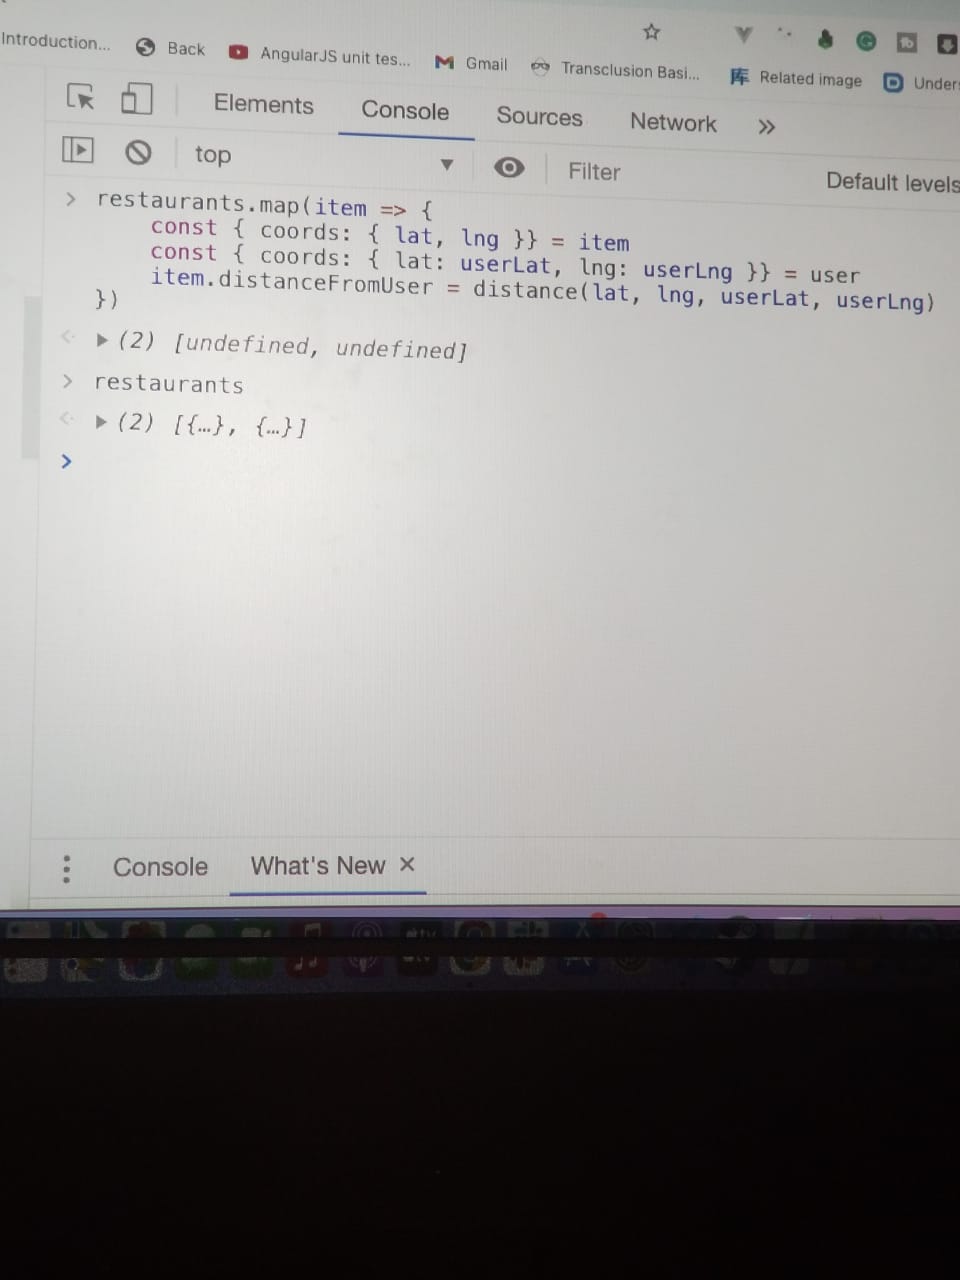 Introduction... Back AngularJS unit tes... Gmail Transclusion Basi... 库 Related image Unders
Elements Console Sources Network »
top Filter Default levels
> restaurants.map(item => {
const { coords: { lat, lng }} = item
const { coords: { lat: userLat, lng: userLng }} = user
item.distanceFromUser = distance(lat, lng, userLat, userLng)
})
(2) [undefined, undefined]
> restaurants
(2) [{…}, {…}]
>
Console What's New ×